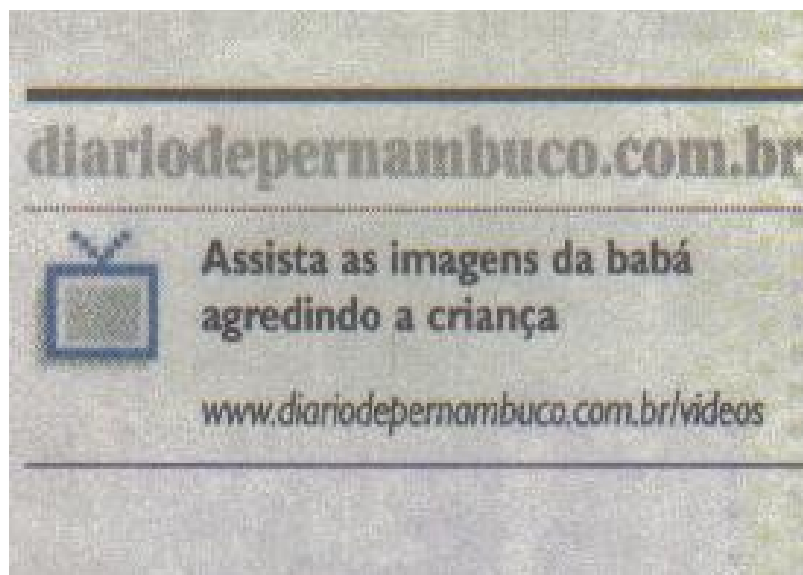 diariodepernambuco.com.br
Assista as imagens da babá
agredindo a criança
www.diariodepernambuco.com.br/videos